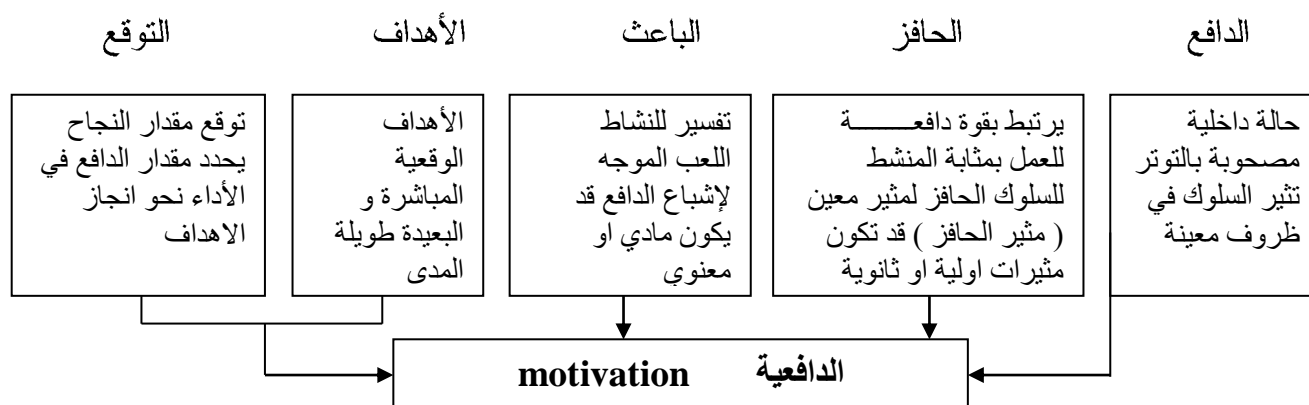 الدافع
الحافز
الباعث
الأهداف
التوقع
حالة داخلية
مصحوبة بالتوتر
تثير السلوك في
ظروف معينة
يرتبط بقوة دافعـــــــــة
للعمل بمثابة المنشط
للسلوك الحافز لمثير معين
( مثير الحافز ) قد تكون
مثيرات اولية او ثانوية
تفسير للنشاط
اللعب الموجه
لإشباع الدافع قد
يكون مادي او
معنوي
الأهداف
الوقعية
المباشرة و
البعيدة طويلة
المدى
توقع مقدار النجاح
يحدد مقدار الدافع في
الأداء نحو انجاز
الاهداف
الدافعية motivation